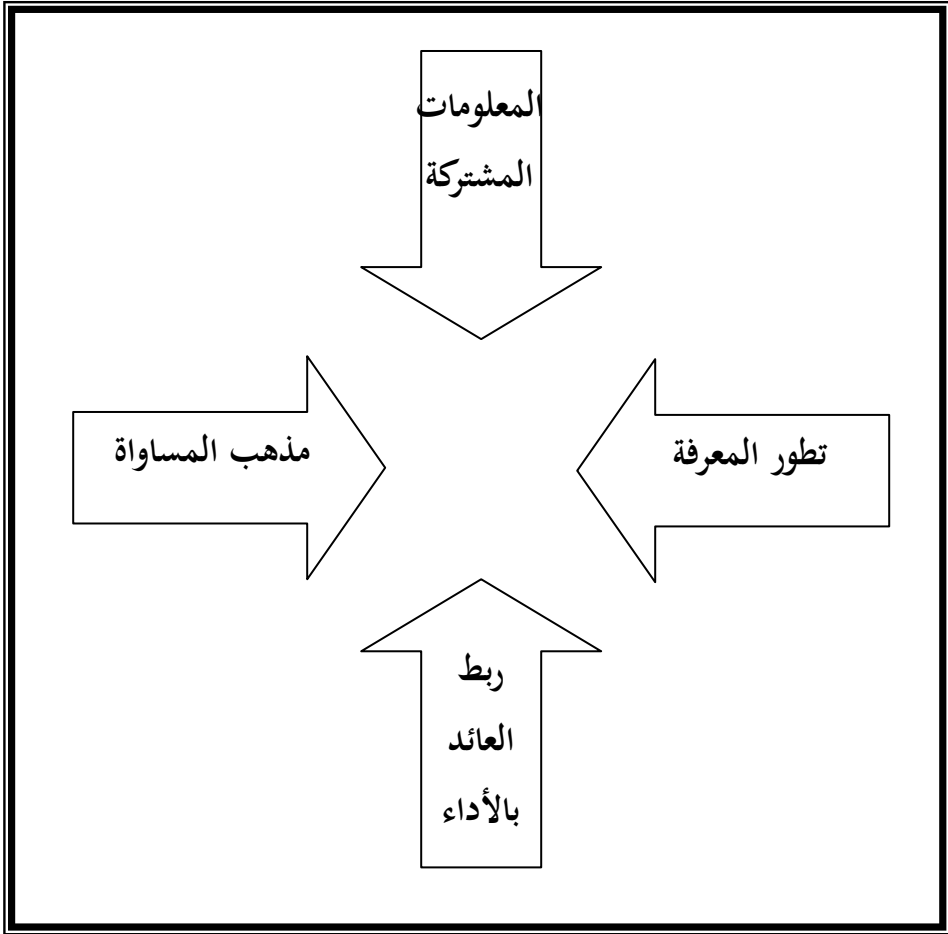 المعلومات
المشتركة
تطور المعرفة
مذهب المساواة
ربط
العائد
بالأداء